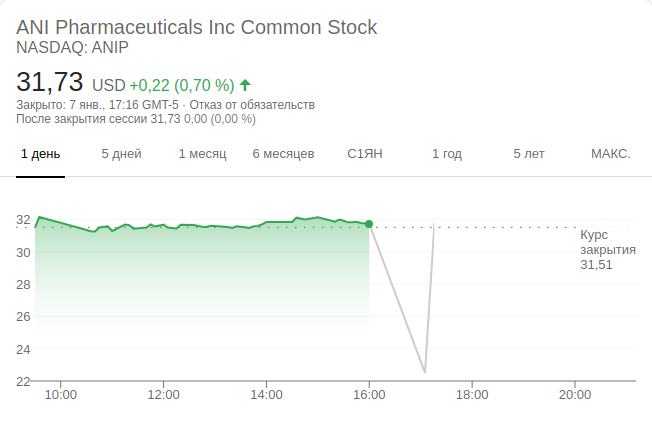 ANI Pharmaceuticals Inc Common Stock
NASDAQ: ANIP
31,73 USD +0,22 (0,70 %)
Закрыто: 7 янв., 17:16 GMT-5 · Отказ от обязательств
После закрытия сессии 31,73 0,00 (0,00 %)
1 день 5 дней 1 месяц 6 месяцев С1ЯН 1 год 5 лет МАКС.
32
30
28
26
24
22
Курс
закрытия
31,51
10:00 12:00 14:00 16:00 18:00 20:00